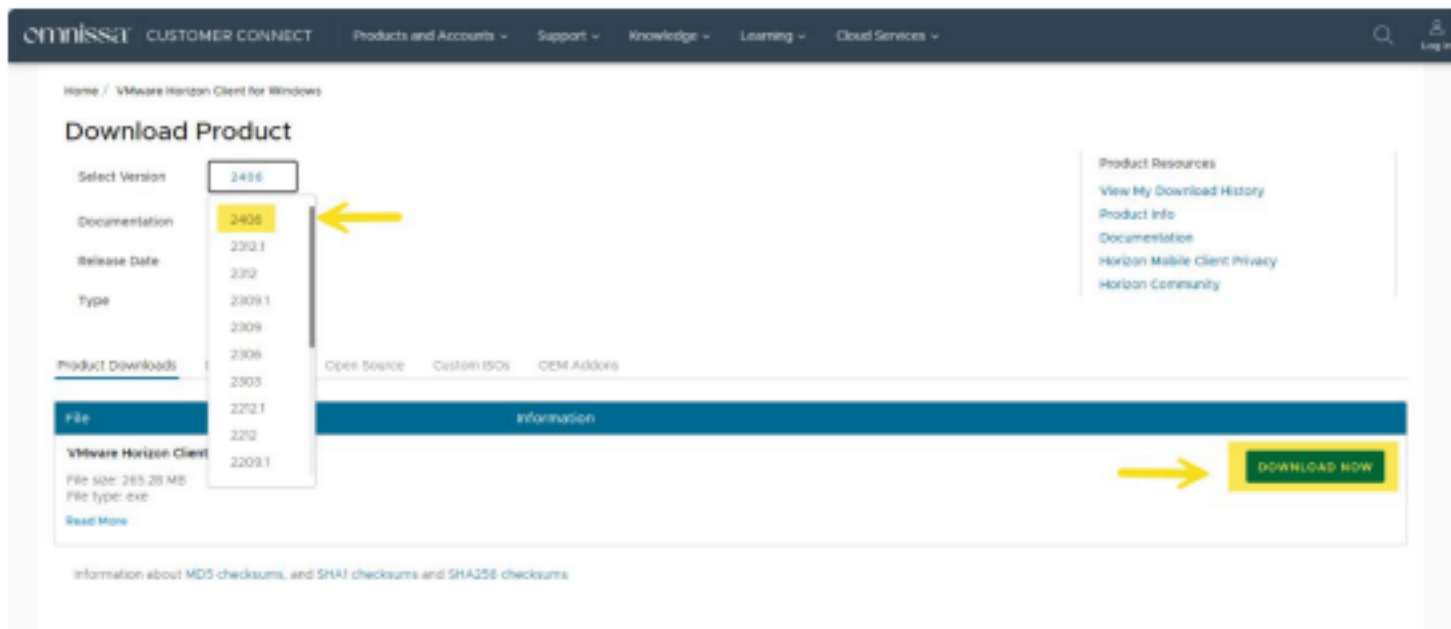 omnissa CUSTOMER CONNECT Products and Accounts Support Knowledge Learning Cloud Services Log in
Home / VMware Horizon Client for Windows
Download Product
Select Version 2406
Documentation
Release Date
Type
2406
2312.1
2312
2309.1
2309
2306
2303
2212.1
2212
2209.1
Product Resources
View My Download History
Product Info
Documentation
Horizon Mobile Client Privacy
Horizon Community
Product Downloads Open Source Custom ISOs OEM Addons
File Information
VMware Horizon Client
File size: 265.28 MB
File type: exe
Read More
DOWNLOAD NOW
Information about MD5 checksums, and SHA1 checksums and SHA256 checksums